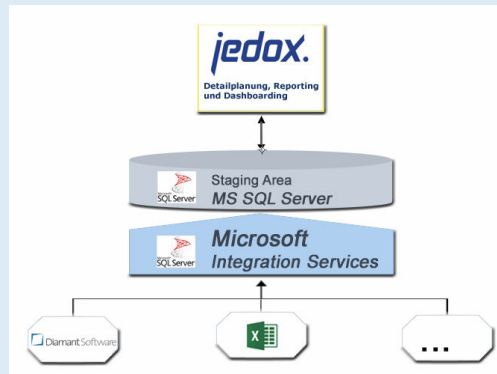 jedox.
Detailplanung, Reporting
und Dashboarding
Staging Area
MS SQL Server
SQL Server
Microsoft
Integration Services
SQL Server
Diamant Software
...